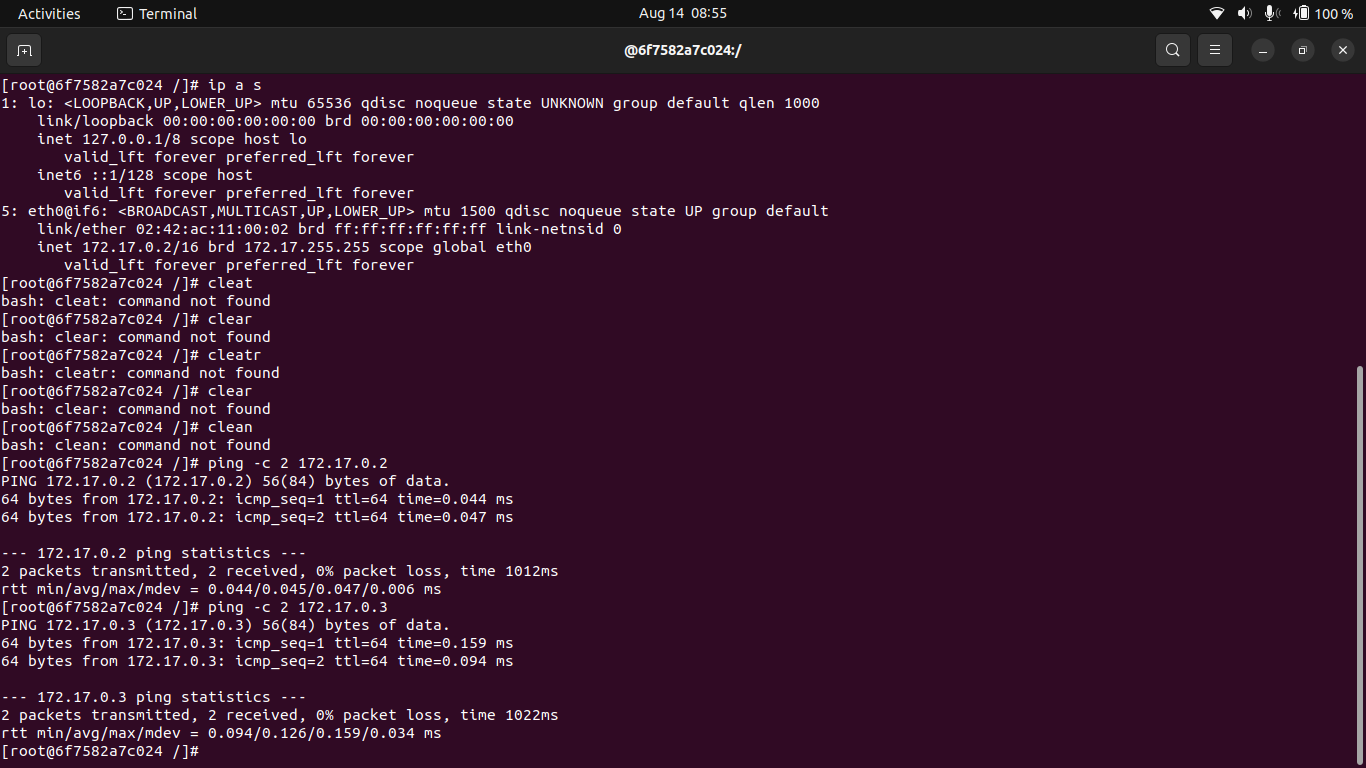 Activities Terminal Aug 14 08:55 100 %
@6f7582a7c024:/
[root@6f7582a7c024 /]# ip a s
1: lo: <LOOPBACK,UP,LOWER_UP> mtu 65536 qdisc noqueue state UNKNOWN group default qlen 1000
    link/loopback 00:00:00:00:00:00 brd 00:00:00:00:00:00
    inet 127.0.0.1/8 scope host lo
       valid_lft forever preferred_lft forever
    inet6 ::1/128 scope host
       valid_lft forever preferred_lft forever
5: eth0@if6: <BROADCAST,MULTICAST,UP,LOWER_UP> mtu 1500 qdisc noqueue state UP group default
    link/ether 02:42:ac:11:00:02 brd ff:ff:ff:ff:ff:ff link-netnsid 0
    inet 172.17.0.2/16 brd 172.17.255.255 scope global eth0
       valid_lft forever preferred_lft forever
[root@6f7582a7c024 /]# cleat
bash: cleat: command not found
[root@6f7582a7c024 /]# clear
bash: clear: command not found
[root@6f7582a7c024 /]# cleatr
bash: cleatr: command not found
[root@6f7582a7c024 /]# clear
bash: clear: command not found
[root@6f7582a7c024 /]# clean
bash: clean: command not found
[root@6f7582a7c024 /]# ping -c 2 172.17.0.2
PING 172.17.0.2 (172.17.0.2) 56(84) bytes of data.
64 bytes from 172.17.0.2: icmp_seq=1 ttl=64 time=0.044 ms
64 bytes from 172.17.0.2: icmp_seq=2 ttl=64 time=0.047 ms

--- 172.17.0.2 ping statistics ---
2 packets transmitted, 2 received, 0% packet loss, time 1012ms
rtt min/avg/max/mdev = 0.044/0.045/0.047/0.006 ms
[root@6f7582a7c024 /]# ping -c 2 172.17.0.3
PING 172.17.0.3 (172.17.0.3) 56(84) bytes of data.
64 bytes from 172.17.0.3: icmp_seq=1 ttl=64 time=0.159 ms
64 bytes from 172.17.0.3: icmp_seq=2 ttl=64 time=0.094 ms

--- 172.17.0.3 ping statistics ---
2 packets transmitted, 2 received, 0% packet loss, time 1022ms
rtt min/avg/max/mdev = 0.094/0.126/0.159/0.034 ms
[root@6f7582a7c024 /]#